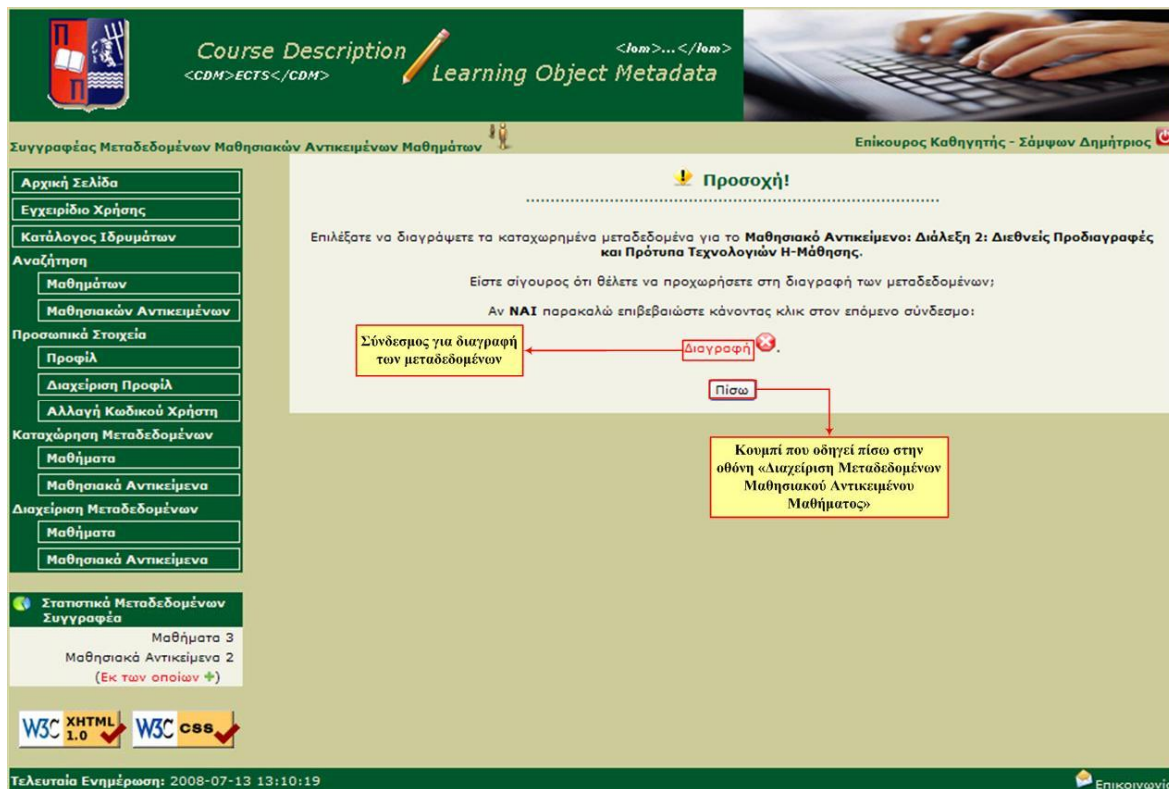 Course Description
<CDM>ECTS</CDM>
<lom>...</lom>
Learning Object Metadata
Συγγραφέας Μεταδεδομένων Μαθησιακών Αντικειμένων Μαθημάτων
Επίκουρος Καθηγητής - Σάμψων Δημήτριος
Αρχική Σελίδα
Εγχειρίδιο Χρήσης
Κατάλογος Ιδρυμάτων
Αναζήτηση
Μαθημάτων
Μαθησιακών Αντικειμένων
Προσωπικά Στοιχεία
Προφίλ
Διαχείριση Προφίλ
Αλλαγή Κωδικού Χρήστη
Καταχώρηση Μεταδεδομένων
Μαθήματα
Μαθησιακά Αντικείμενα
Διαχείριση Μεταδεδομένων
Μαθήματα
Μαθησιακά Αντικείμενα
Στατιστικά Μεταδεδομένων
Συγγραφέα
Μαθήματα 3
Μαθησιακά Αντικείμενα 2
(Εκ των οποίων +)
W3C XHTML 1.0
W3C css
Προσοχή!
Επιλέξατε να διαγράψετε τα καταχωρημένα μεταδεδομένα για το Μαθησιακό Αντικείμενο: Διάλεξη 2: Διεθνείς Προδιαγραφές
και Πρότυπα Τεχνολογιών Η-Μάθησης.
Είστε σίγουρος ότι θέλετε να προχωρήσετε στη διαγραφή των μεταδεδομένων;
Αν ΝΑΙ παρακαλώ επιβεβαιώστε κάνοντας κλικ στον επόμενο σύνδεσμο:
Σύνδεσμος για διαγραφή
των μεταδεδομένων
Διαγραφή.
Πίσω
Κουμπί που οδηγεί πίσω στην
οθόνη «Διαχείριση Μεταδεδομένων
Μαθησιακού Αντικειμένου
Μαθήματος»
Τελευταία Ενημέρωση: 2008-07-13 13:10:19
Επικοινωνία